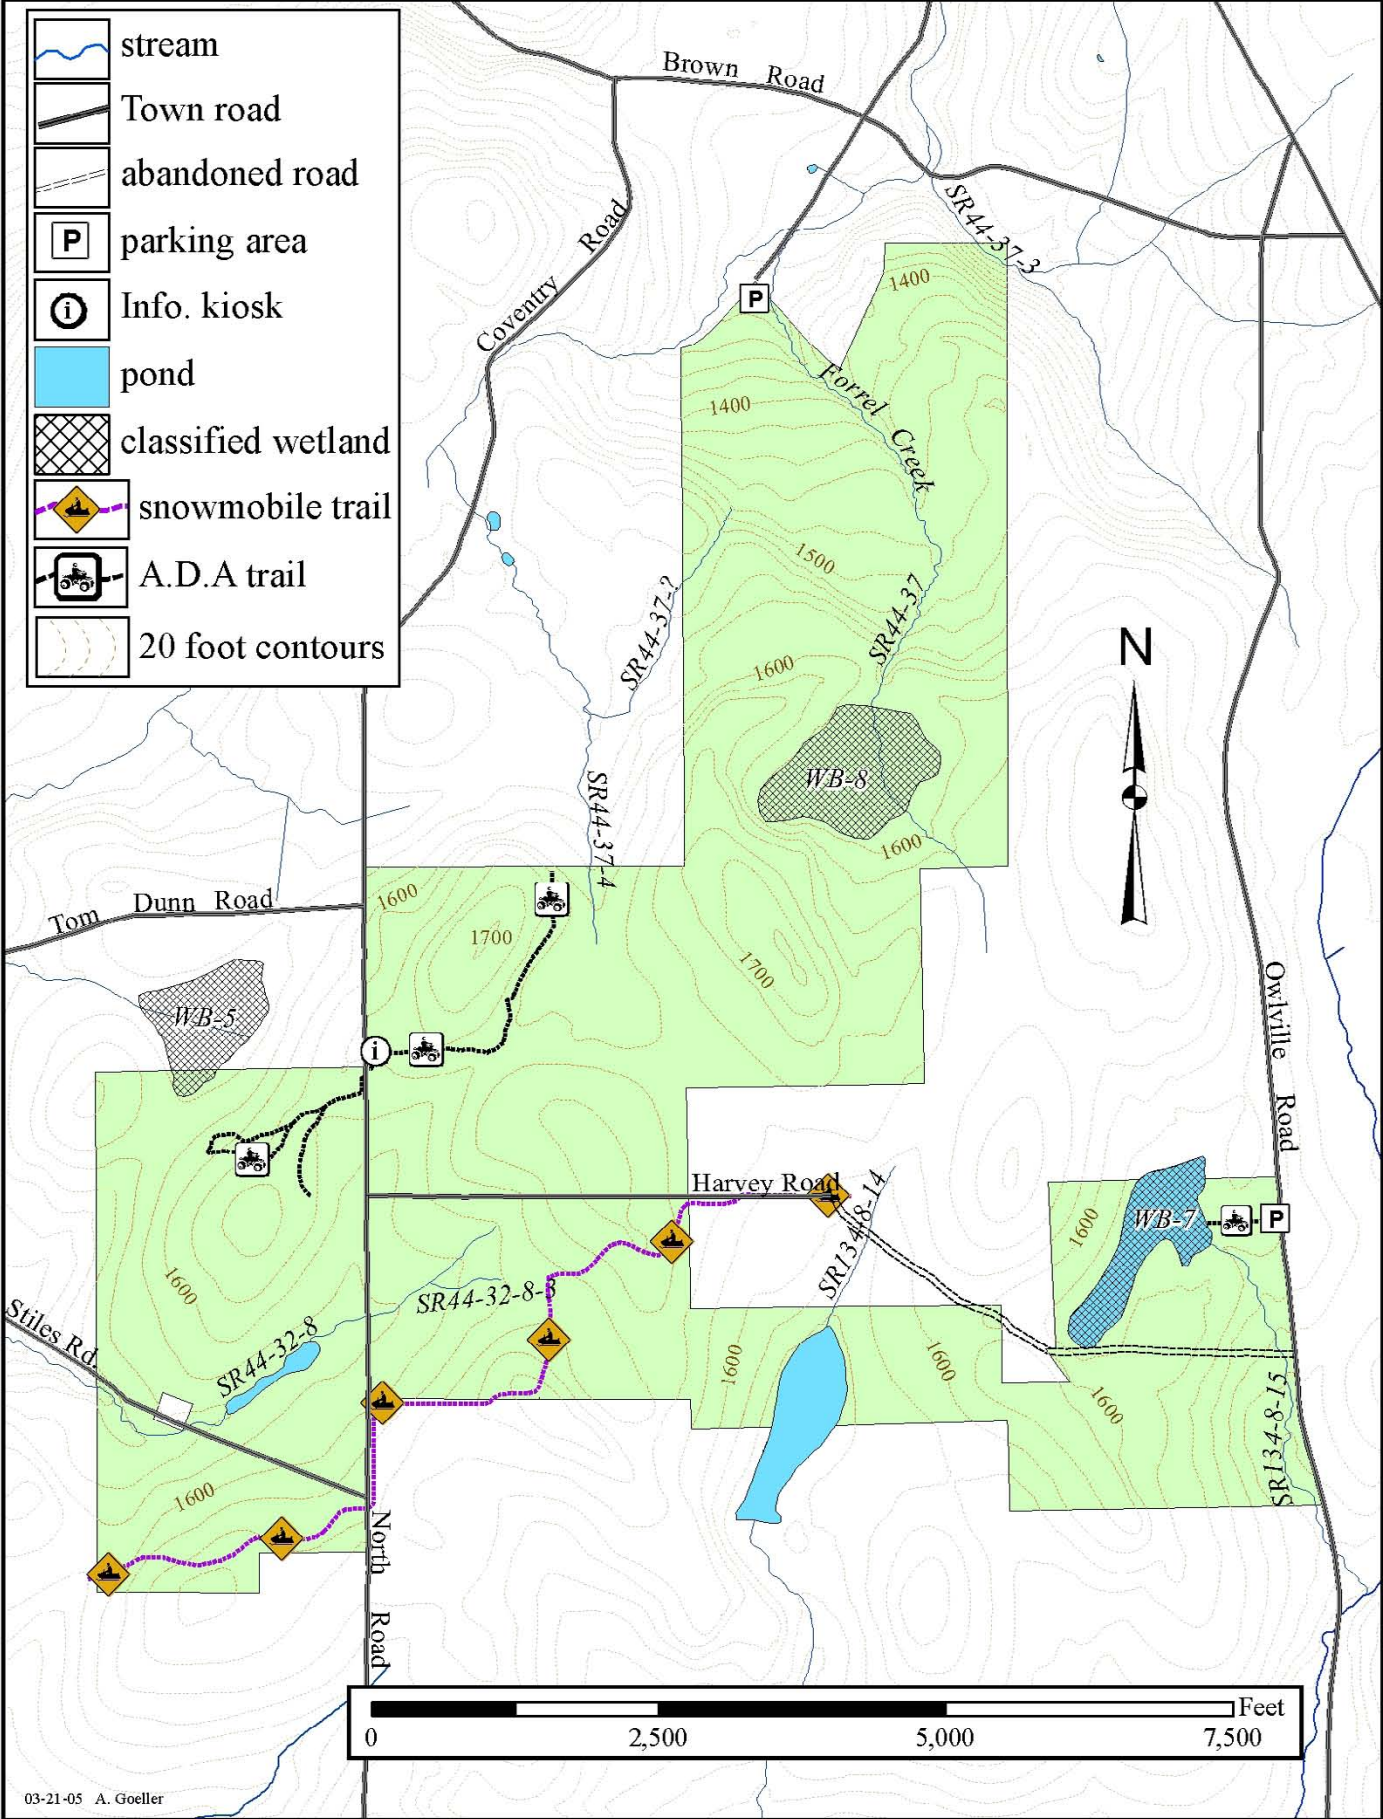 stream
Town road
abandoned road
P parking area
i Info. kiosk
pond
classified wetland
snowmobile trail
A.D.A trail
20 foot contours
Brown Road
Coventry Road
SR44-37-3
P
1400
Forrel Creek
1400
1500
SR44-37-?
SR44-37
1600
N
WB-8
SR44-37-4
1600
1600
Tom Dunn Road
1700
1700
WB-5
Owlville Road
i
Harvey Road
SR134-8-14
1600
WB-7
P
1600
SR44-32-8-3
Stiles Rd.
SR44-32-8
1600
1600
1600
SR134-8-15
1600
North Road
Feet
0 2,500 5,000 7,500
03-21-05 A. Goeller